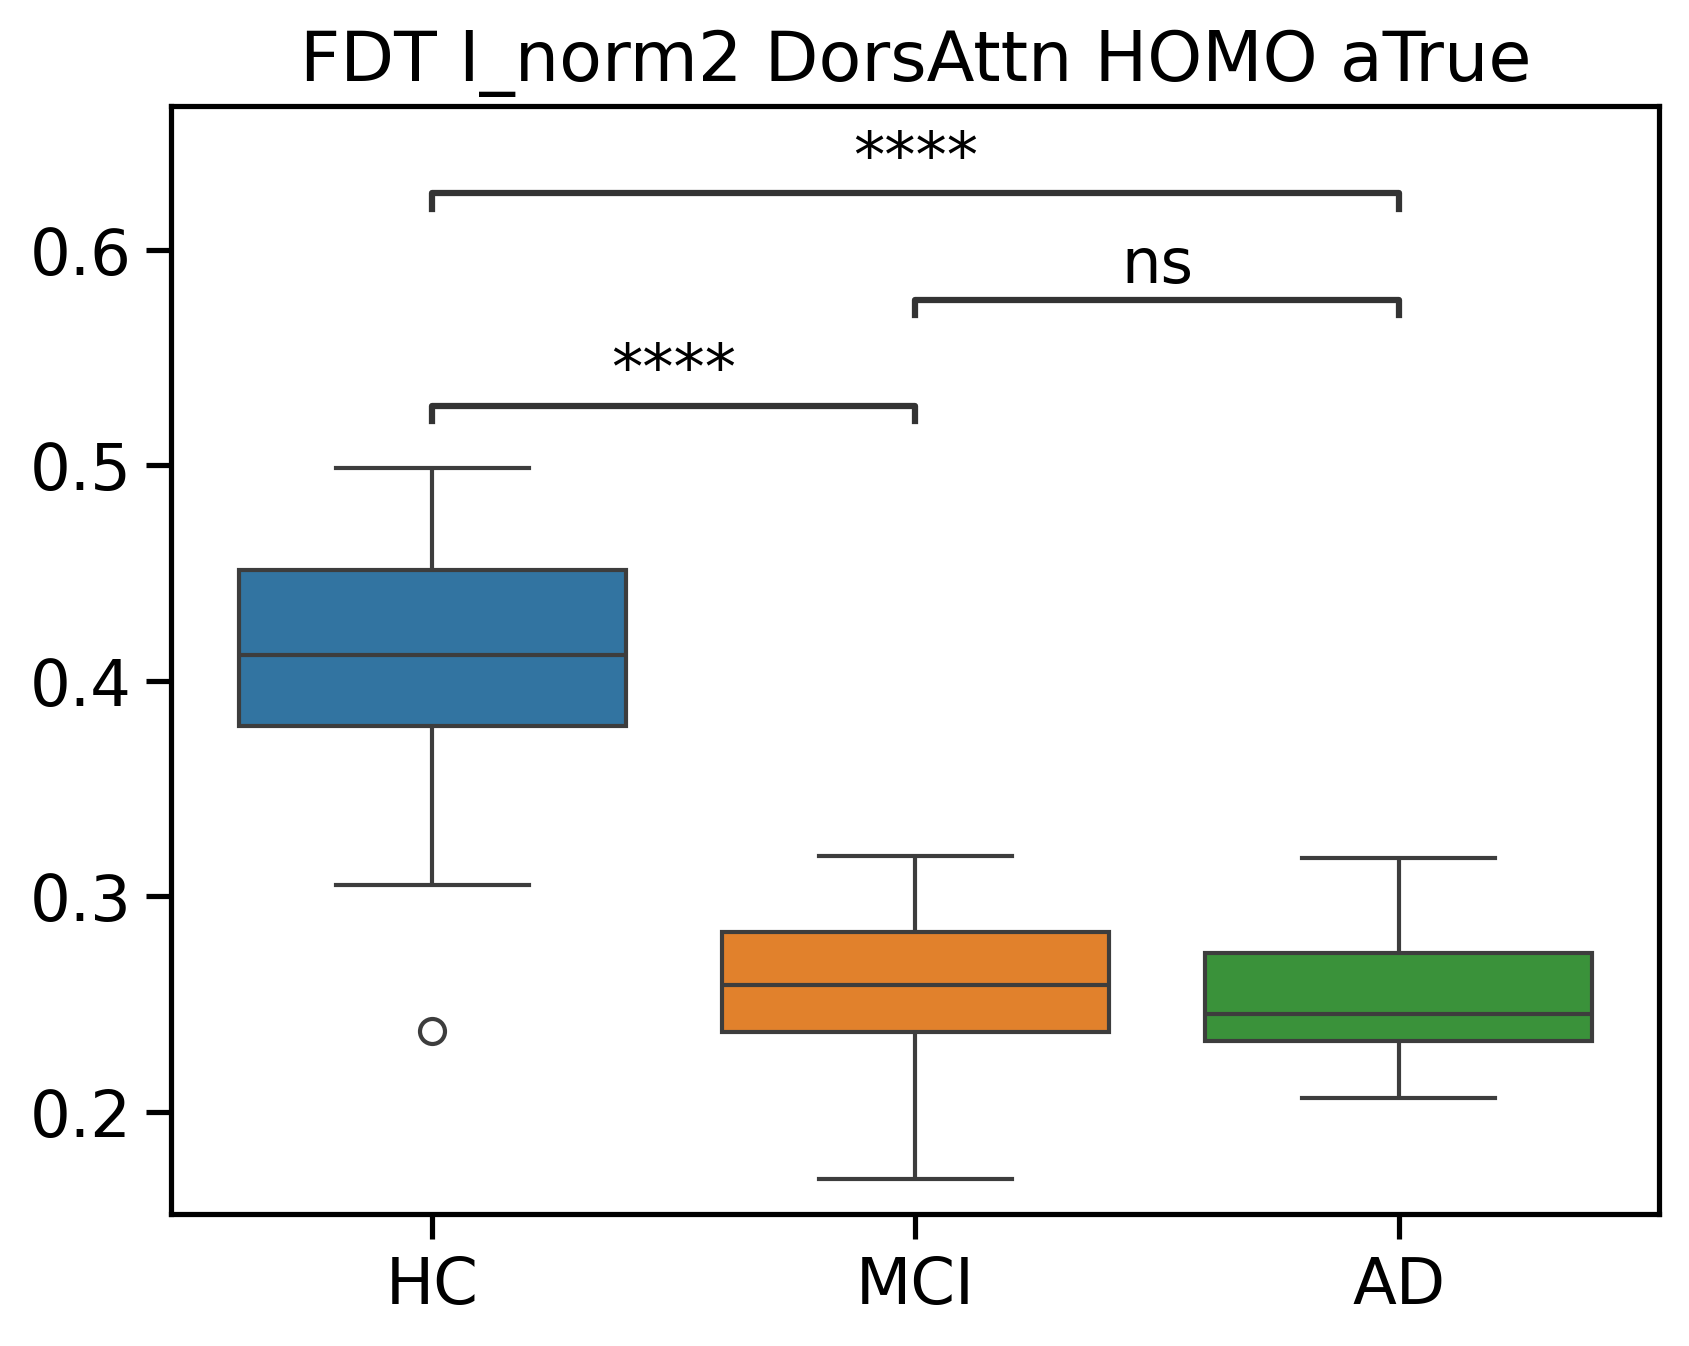 FDT I_norm2 DorsAttn HOMO aTrue
****
0.6
ns
****
0.5
0.4
0.3
0.2
HC MCI AD